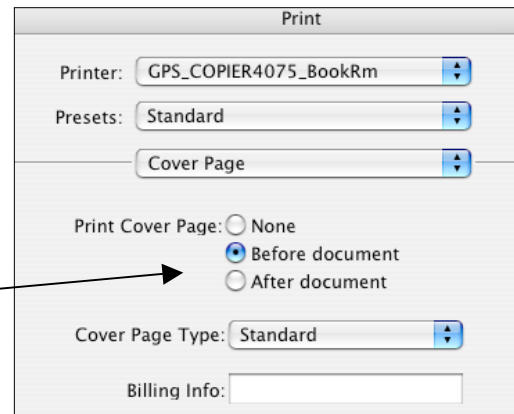 Print
Printer: GPS_COPIER4075_BookRm
Presets: Standard
Cover Page
Print Cover Page: None
Before document
After document
Cover Page Type: Standard
Billing Info: